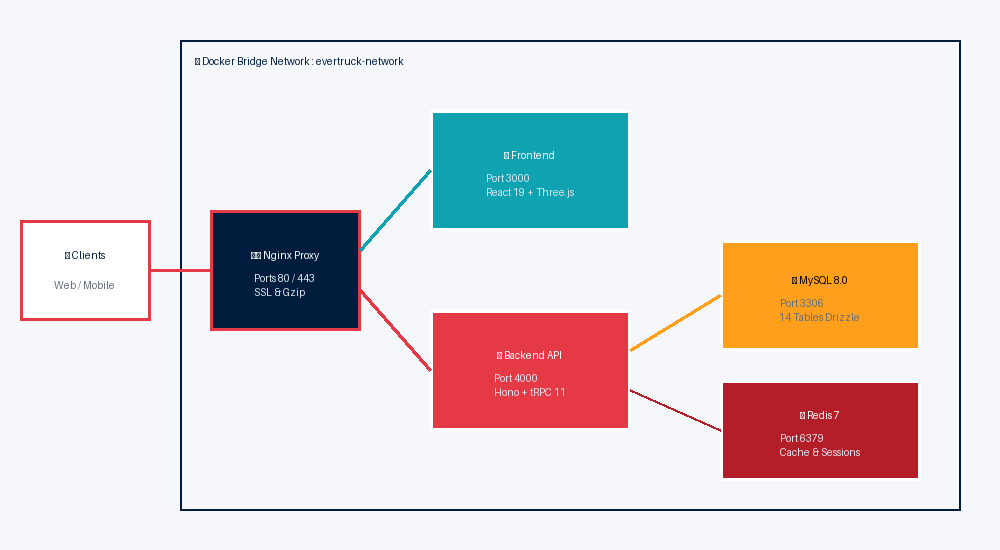 Docker Bridge Network : evertruck-network
Frontend
Port 3000
React 19 + Three.js
Clients
Web / Mobile
Nginx Proxy
Ports 80 / 443
SSL & Gzip
MySQL 8.0
Port 3306
14 Tables Drizzle
Backend API
Port 4000
Hono + tRPC 11
Redis 7
Port 6379
Cache & Sessions